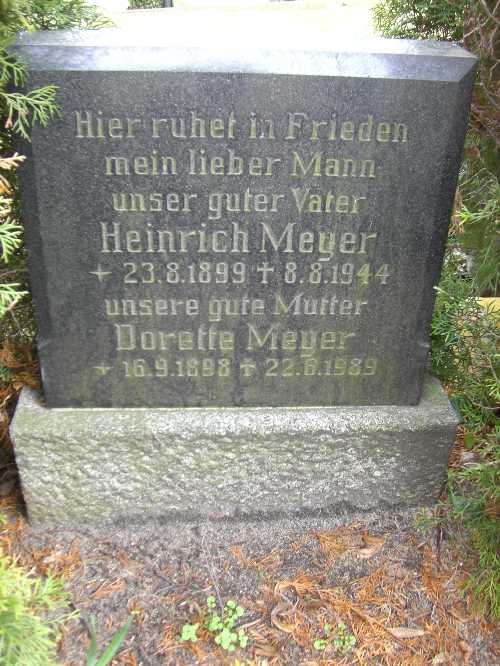 Hier ruhet in Frieden
mein lieber Mann
unser guter Vater
Heinrich Meyer
* 23.8.1899 † 8.8.1944
unsere gute Mutter
Dorette Meyer
* 16.9.1898 † 22.6.1989